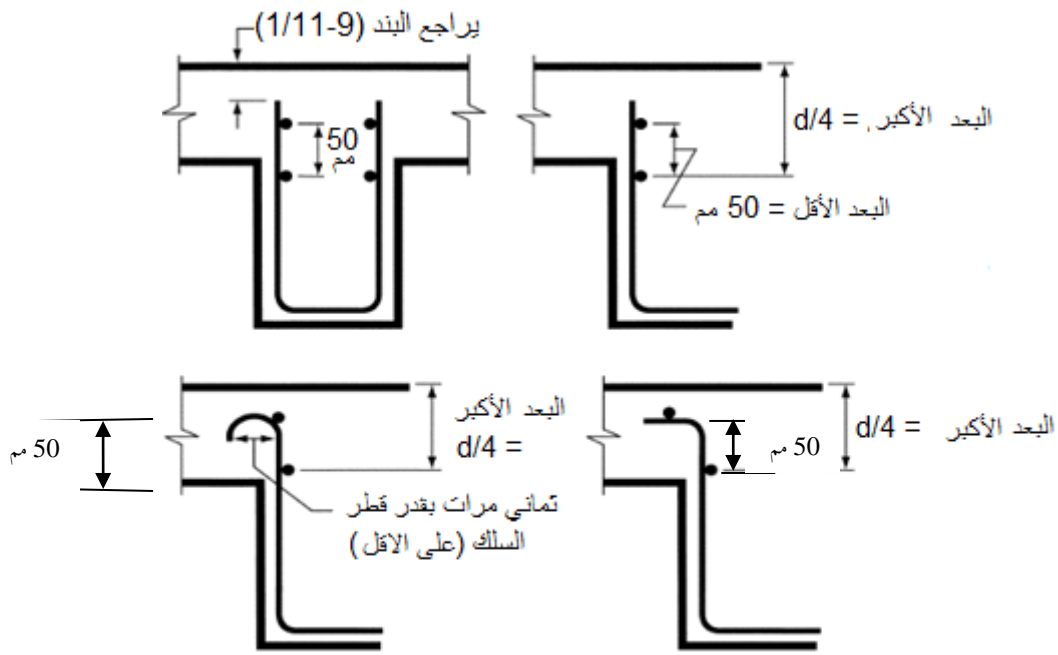 يراجع البند (9-1/11)
50
مم
البعد الأكبر = d/4
البعد الأقل = 50 مم
50 مم
البعد الأكبر
= d/4
ثماني مرات بقدر قطر
السلك (على الاقل)
50 مم
البعد الأكبر = d/4